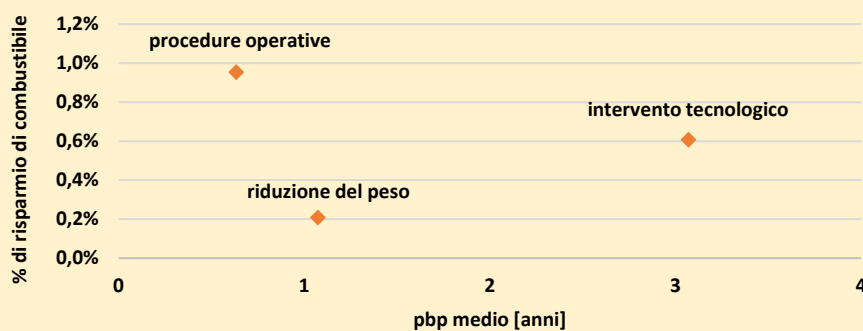 % di risparmio di combustibile
1,2%
1,0%
0,8%
0,6%
0,4%
0,2%
0,0%
procedure operative
intervento tecnologico
riduzione del peso
0 1 2 3 4
pbp medio [anni]